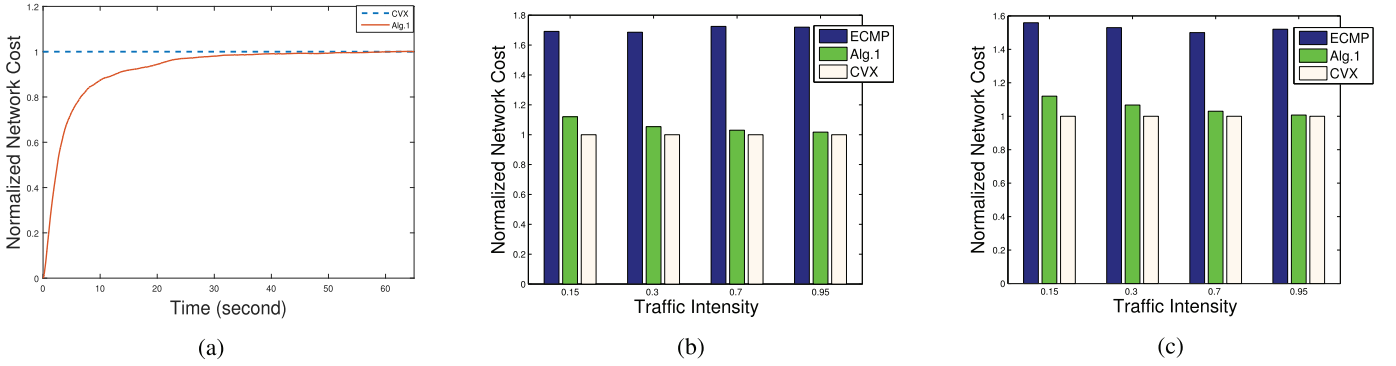 1.2
1
0.8
0.6
0.4
0.2
0
Normalized Network Cost
CVX
Alg.1
0 10 20 30 40 50 60
Time (second)
(a)
1.8
1.6
1.4
1.2
1
0.8
0.6
0.4
0.2
0
Normalized Network Cost
ECMP
Alg.1
CVX
0.15 0.3 0.7 0.95
Traffic Intensity
(b)
1.6
1.4
1.2
1
0.8
0.6
0.4
0.2
0
Normalized Network Cost
ECMP
Alg.1
CVX
0.15 0.3 0.7 0.95
Traffic Intensity
(c)